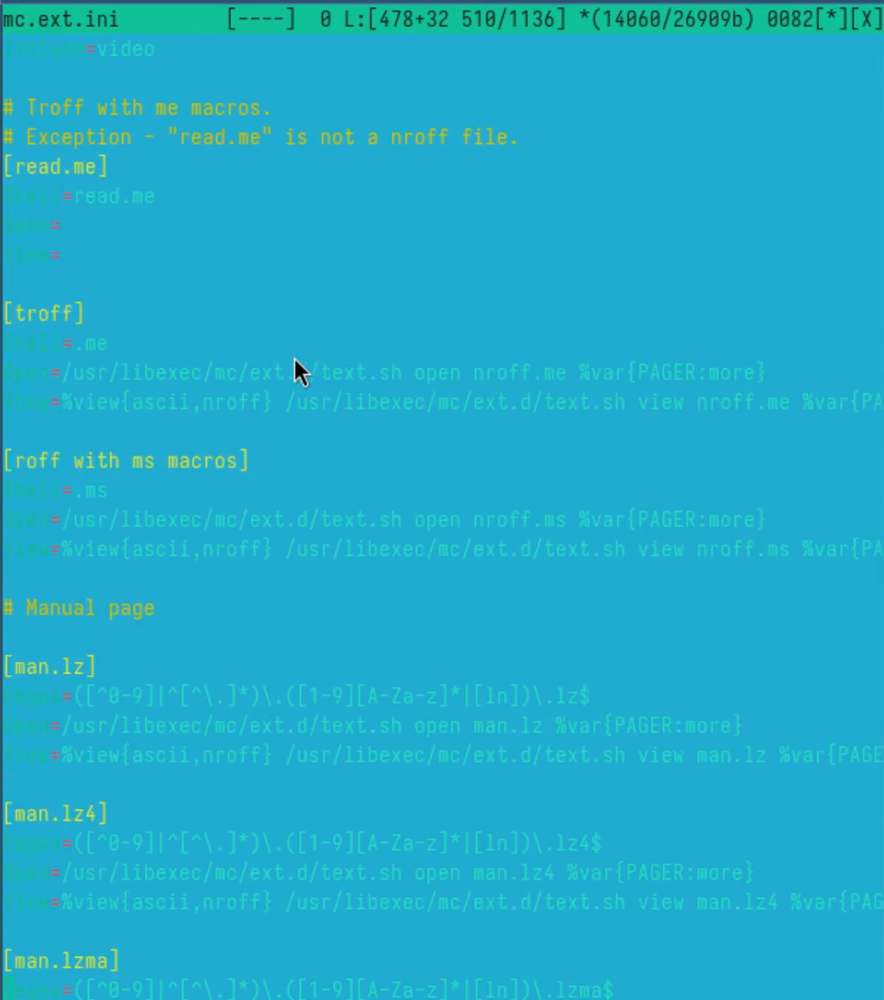 mc.ext.ini [----] 0 L:[478+32 510/1136] *(14060/26909b) 0082[*][X]
Include=video
# Troff with me macros.
# Exception - "read.me" is not a nroff file.
[read.me]
Shell=read.me
Open=
View=
[troff]
Shell=.me
Open=/usr/libexec/mc/ext.d/text.sh open nroff.me %var{PAGER:more}
View=%view{ascii,nroff} /usr/libexec/mc/ext.d/text.sh view nroff.me %var{PA
[roff with ms macros]
Shell=.ms
Open=/usr/libexec/mc/ext.d/text.sh open nroff.ms %var{PAGER:more}
View=%view{ascii,nroff} /usr/libexec/mc/ext.d/text.sh view nroff.ms %var{PA
# Manual page
[man.lz]
Regex=([^0-9]|^[^\.]*)\.([1-9][A-Za-z]*|[ln])\.lz$
Open=/usr/libexec/mc/ext.d/text.sh open man.lz %var{PAGER:more}
View=%view{ascii,nroff} /usr/libexec/mc/ext.d/text.sh view man.lz %var{PAGE
[man.lz4]
Regex=([^0-9]|^[^\.]*)\.([1-9][A-Za-z]*|[ln])\.lz4$
Open=/usr/libexec/mc/ext.d/text.sh open man.lz4 %var{PAGER:more}
View=%view{ascii,nroff} /usr/libexec/mc/ext.d/text.sh view man.lz4 %var{PAG
[man.lzma]
Regex=([^0-9]|^[^\.]*)\.([1-9][A-Za-z]*|[ln])\.lzma$